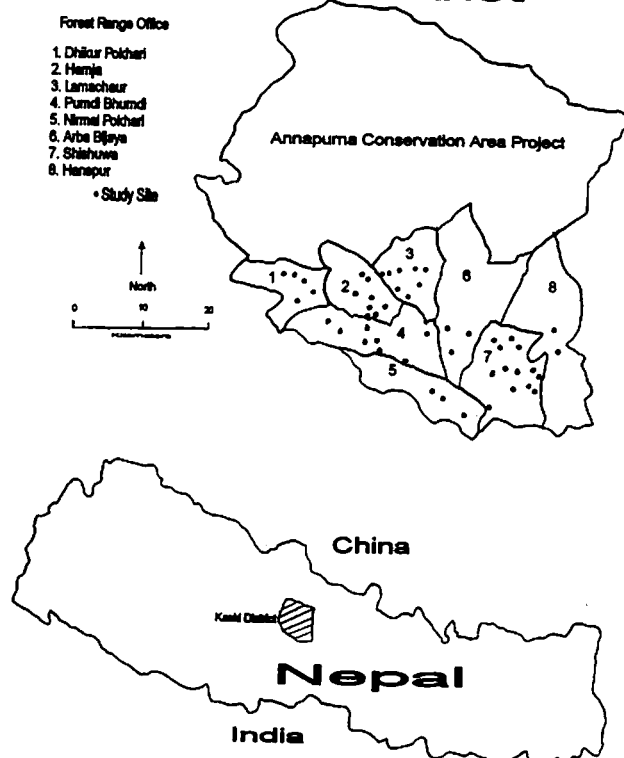 Forest Range Office
1. Dhikur Pokhari
2. Hemja
3. Lamachaur
4. Pumdi Bhumdi
5. Nirmal Pokhari
6. Arba Bijaya
7. Shishuwa
8. Hanspur
• Study Site
North
0 10 20
Kilometers
Annapurna Conservation Area Project
1
2
3
4
5
6
7
8
China
Kaski District
Nepal
India